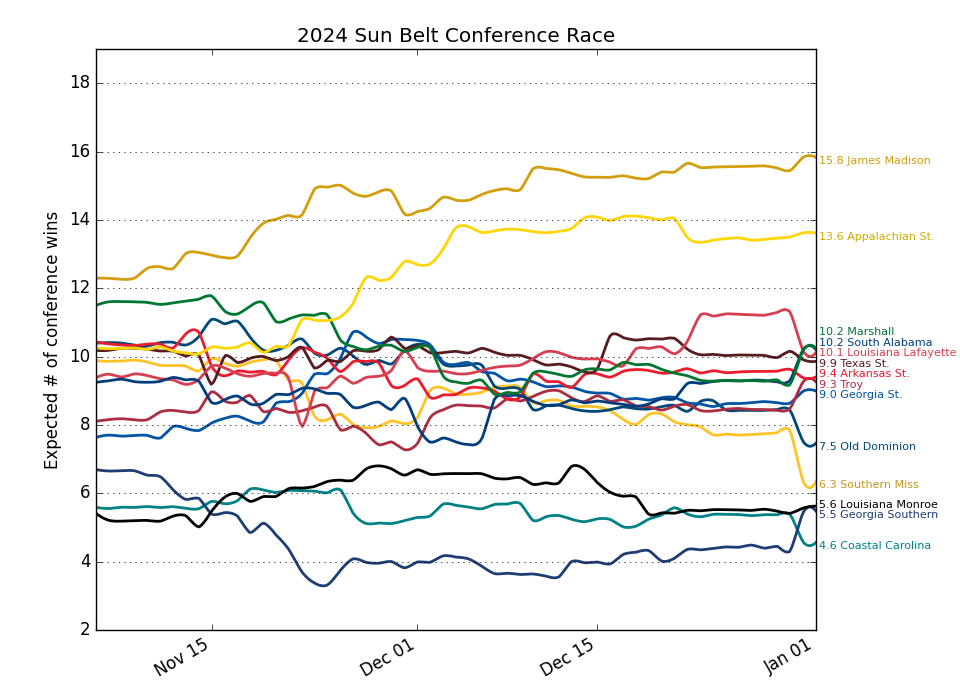 2024 Sun Belt Conference Race
Expected # of conference wins
18
16
14
12
10
8
6
4
2
Nov 15
Dec 01
Dec 15
Jan 01
15.8 James Madison
13.6 Appalachian St.
10.2 Marshall
10.2 South Alabama
10.1 Louisiana Lafayette
9.9 Texas St.
9.4 Arkansas St.
9.3 Troy
9.0 Georgia St.
7.5 Old Dominion
6.3 Southern Miss
5.6 Louisiana Monroe
5.5 Georgia Southern
4.6 Coastal Carolina